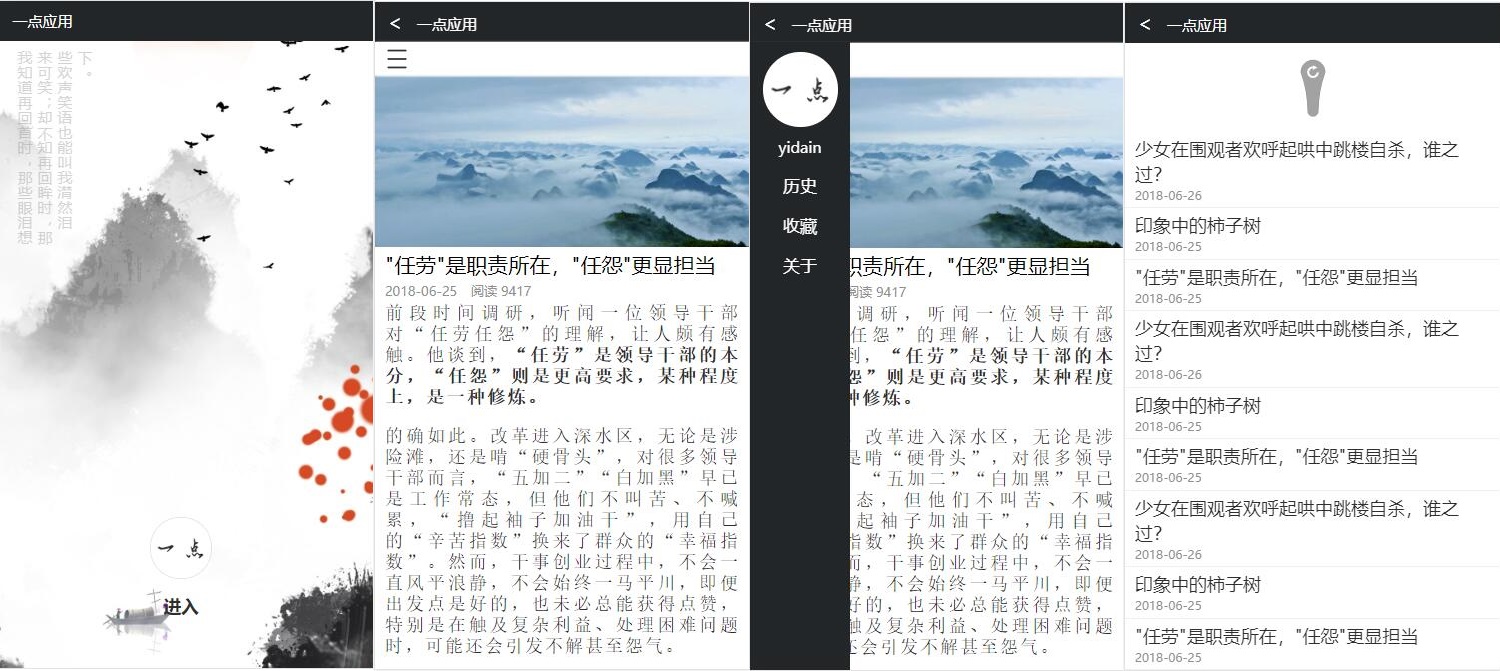 一点应用
我知道再回首时，那些眼泪想
来可笑；却不知再回眸时，那
些欢声笑语也能叫我潸然泪
下。
一点
进入
< 一点应用
"任劳"是职责所在，"任怨"更显担当
2018-06-25 阅读 9417
前段时间调研，听闻一位领导干部
对“任劳任怨”的理解，让人颇有感
触。他谈到，“任劳”是领导干部的本
分，“任怨”则是更高要求，某种程度
上，是一种修炼。
的确如此。改革进入深水区，无论是涉
险滩，还是啃“硬骨头”，对很多领导
干部而言，“五加二”“白加黑”早已
是工作常态，但他们不叫苦、不喊
累，“撸起袖子加油干”，用自己
的“辛苦指数”换来了群众的“幸福指
数”。然而，干事创业过程中，不会一
直风平浪静，不会始终一马平川，即便
出发点是好的，也未必总能获得点赞，
特别是在触及复杂利益、处理困难问题
时，可能还会引发不解甚至怨气。
< 一点应用
一点
yidain
历史
收藏
关于
职责所在，"任怨"更显担当
阅读 9417
调研，听闻一位领导干部
任怨”的理解，让人颇有感
到，“任劳”是领导干部的本
怨”则是更高要求，某种程度
种修炼。
。改革进入深水区，无论是涉
是啃“硬骨头”，对很多领导
，“五加二”“白加黑”早已
态，但他们不叫苦、不喊
起袖子加油干”，用自己
指数”换来了群众的“幸福指
而，干事创业过程中，不会一
静，不会始终一马平川，即便
好的，也未必总能获得点赞，
触及复杂利益、处理困难问题
还会引发不解甚至怨气。
< 一点应用
少女在围观者欢呼起哄中跳楼自杀，谁之
过？
2018-06-26
印象中的柿子树
2018-06-25
"任劳"是职责所在，"任怨"更显担当
2018-06-25
少女在围观者欢呼起哄中跳楼自杀，谁之
过？
2018-06-26
印象中的柿子树
2018-06-25
"任劳"是职责所在，"任怨"更显担当
2018-06-25
少女在围观者欢呼起哄中跳楼自杀，谁之
过？
2018-06-26
印象中的柿子树
2018-06-25
"任劳"是职责所在，"任怨"更显担当
2018-06-25